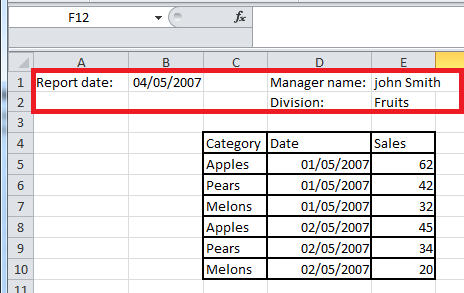 F12 fx
A B C D E
1 Report date: 04/05/2007 Manager name: john Smith
2 Division: Fruits
3
4 Category Date Sales
5 Apples 01/05/2007 62
6 Pears 01/05/2007 42
7 Melons 01/05/2007 32
8 Apples 02/05/2007 45
9 Pears 02/05/2007 34
10 Melons 02/05/2007 20
11